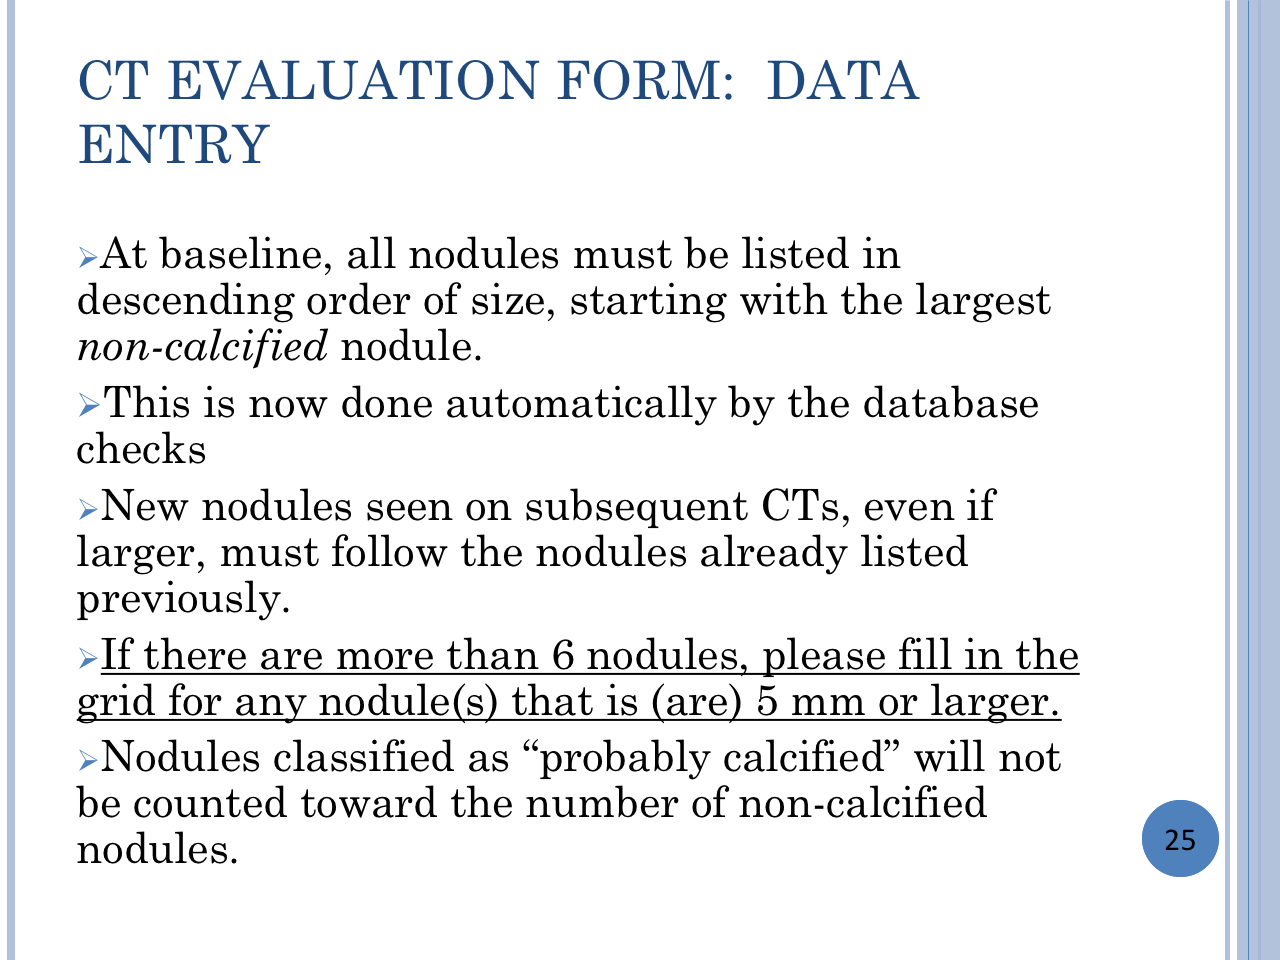 CT EVALUATION FORM: DATA
ENTRY
➢At baseline, all nodules must be listed in
descending order of size, starting with the largest
non-calcified nodule.
➢This is now done automatically by the database
checks
➢New nodules seen on subsequent CTs, even if
larger, must follow the nodules already listed
previously.
➢If there are more than 6 nodules, please fill in the
grid for any nodule(s) that is (are) 5 mm or larger.
➢Nodules classified as “probably calcified” will not
be counted toward the number of non-calcified
nodules.
25